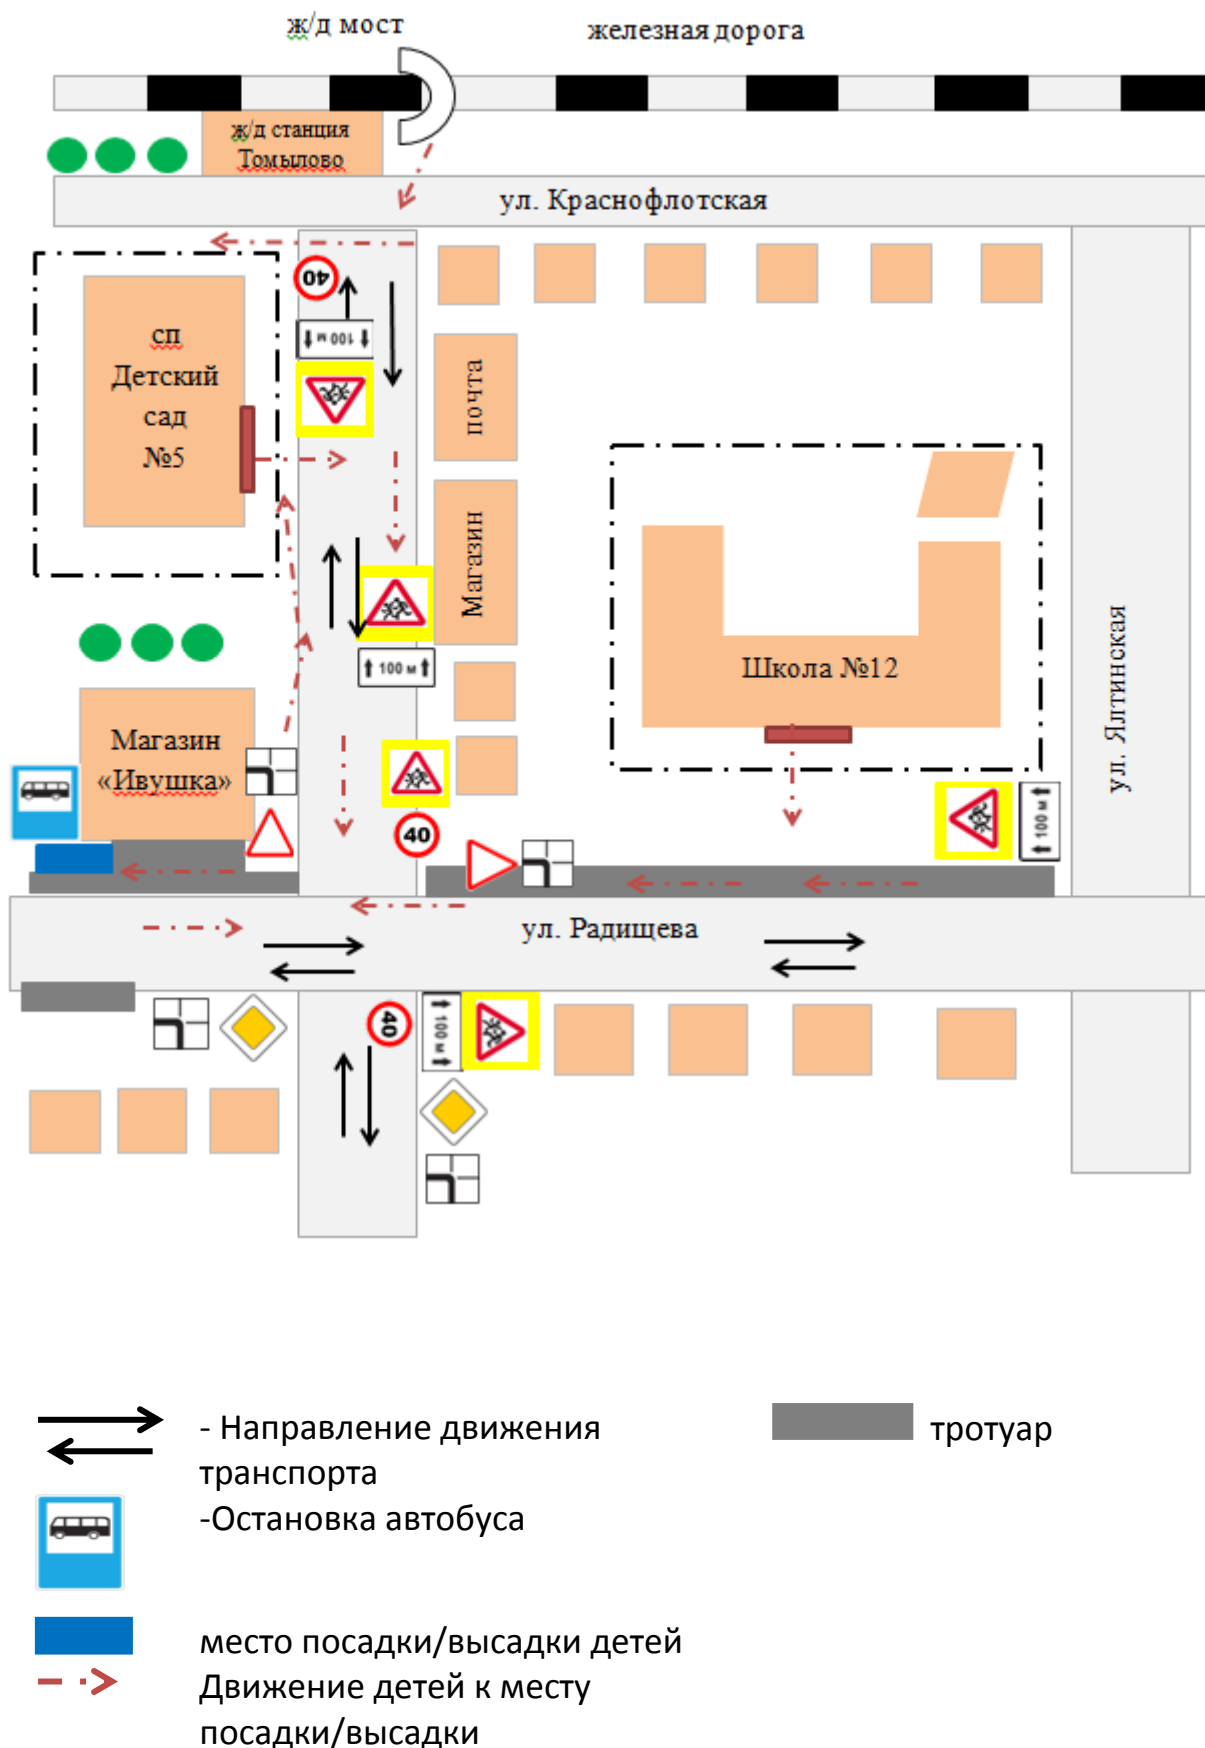 ж/д мост
железная дорога
ж/д станция
Томылово
ул. Краснофлотская
40
100 м
сп
Детский
сад
№5
почта
Магазин
100 м
Школа №12
ул. Ялтинская
Магазин
«Ивушка»
40
100 м
ул. Радищева
40
100 м
- Направление движения
транспорта
тротуар
-Остановка автобуса
место посадки/высадки детей
Движение детей к месту
посадки/высадки